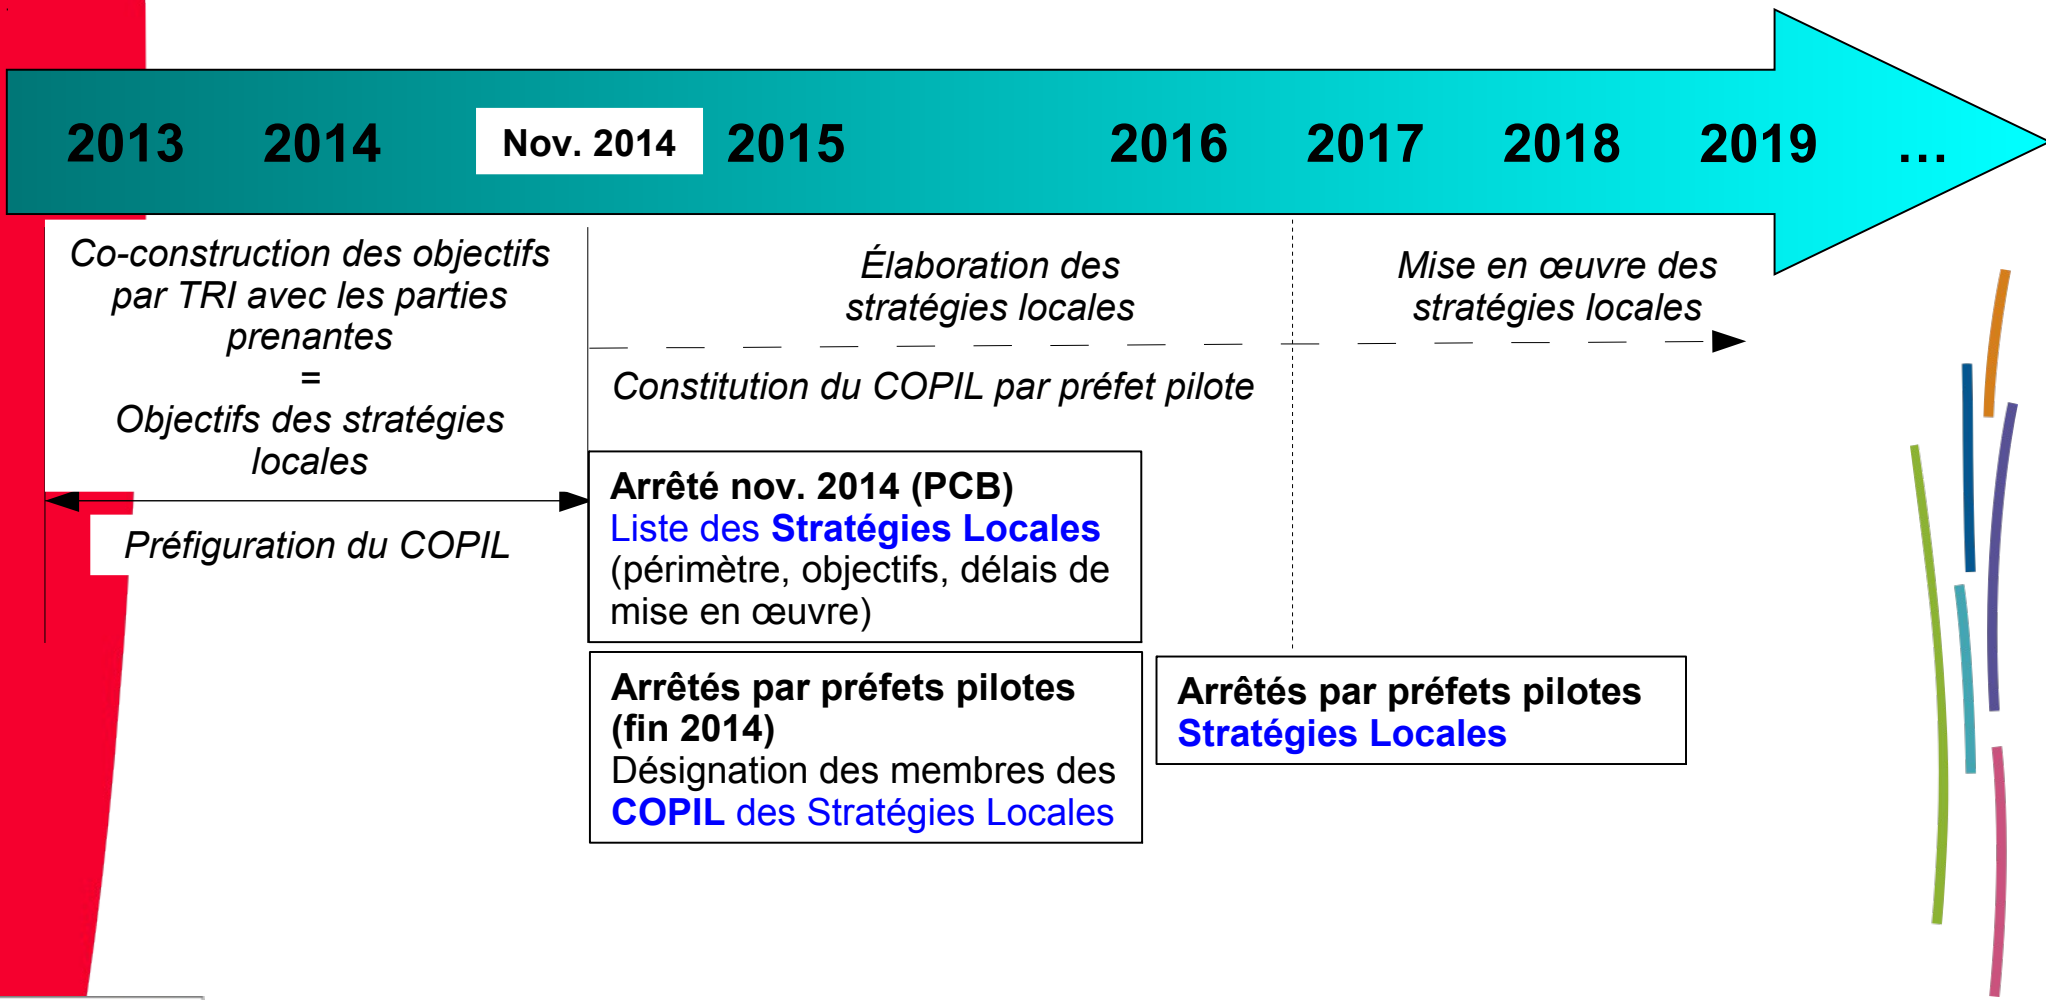 2013 2014 Nov. 2014 2015 2016 2017 2018 2019 ...
Co-construction des objectifs
par TRI avec les parties
prenantes
=
Objectifs des stratégies
locales
Préfiguration du COPIL
Élaboration des
stratégies locales
Mise en œuvre des
stratégies locales
Constitution du COPIL par préfet pilote
Arrêté nov. 2014 (PCB)
Liste des Stratégies Locales
(périmètre, objectifs, délais de
mise en œuvre)
Arrêtés par préfets pilotes
(fin 2014)
Désignation des membres des
COPIL des Stratégies Locales
Arrêtés par préfets pilotes
Stratégies Locales